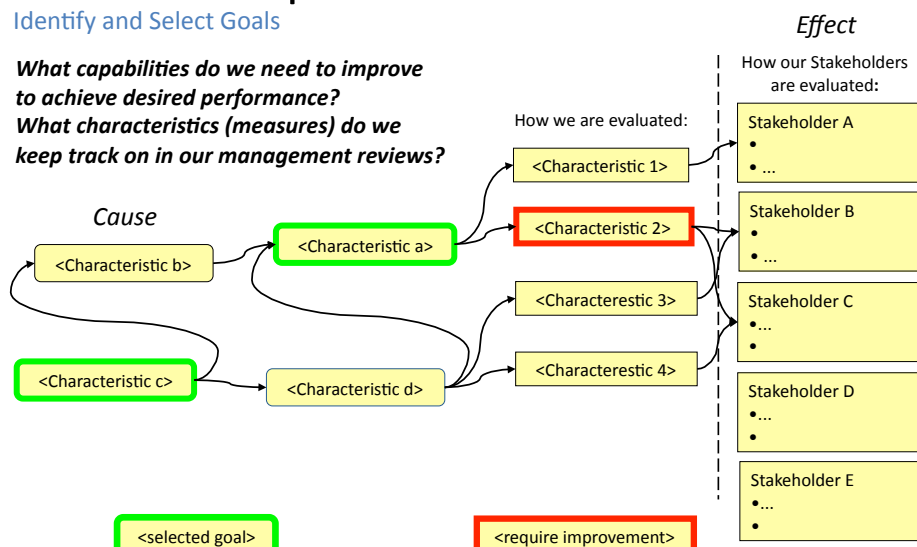 Identify and Select Goals
What capabilities do we need to improve
to achieve desired performance?
What characteristics (measures) do we
keep track on in our management reviews?
Cause
Effect
How we are evaluated:
How our Stakeholders
are evaluated:
<Characteristic 1>
<Characteristic 2>
<Characteristic a>
<Characteristic b>
<Characterestic 3>
<Characteristic c>
<Characteristic d>
<Characterestic 4>
Stakeholder A
•
• ...
Stakeholder B
•
• ...
Stakeholder C
•...
•
Stakeholder D
•...
•
Stakeholder E
•...
•
<selected goal>
<require improvement>